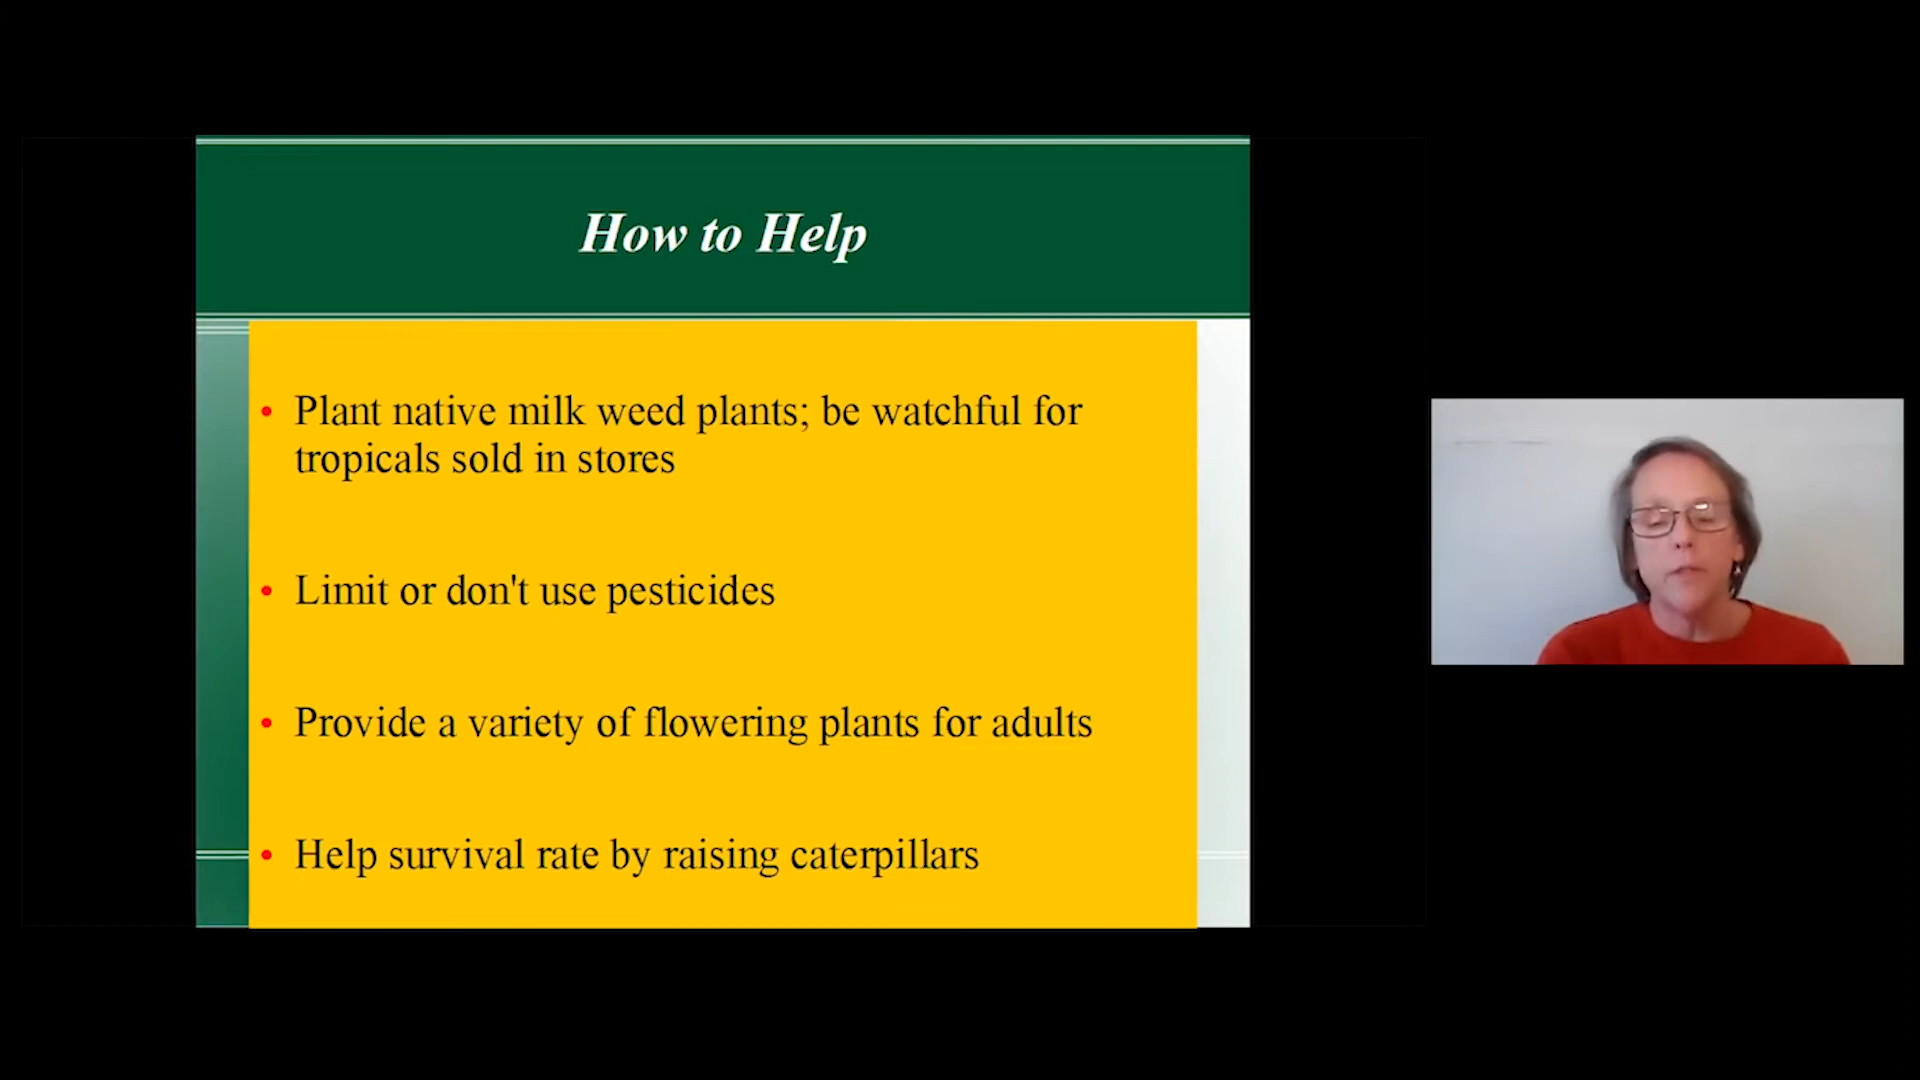 How to Help
• Plant native milk weed plants; be watchful for
tropicals sold in stores
• Limit or don't use pesticides
• Provide a variety of flowering plants for adults
• Help survival rate by raising caterpillars